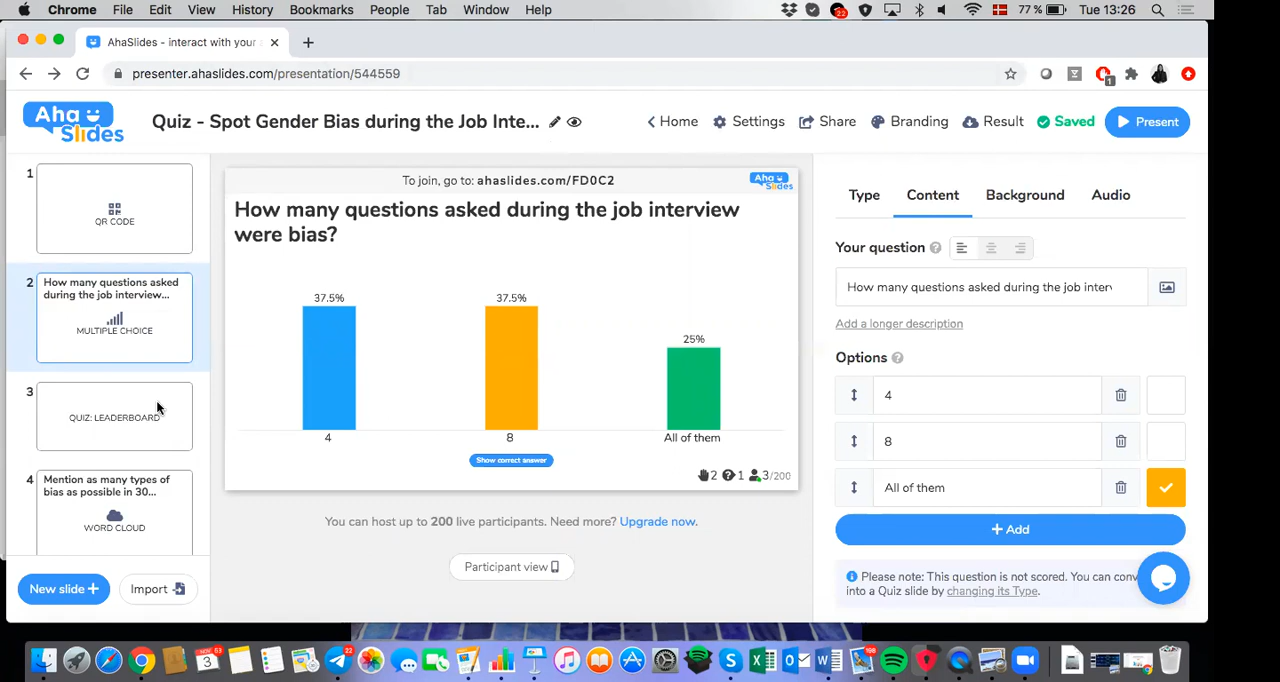 Chrome File Edit View History Bookmarks People Tab Window Help 22 77 % Tue 13:26
AhaSlides - interact with your
presenter.ahaslides.com/presentation/544559
1
Aha Slides
Quiz - Spot Gender Bias during the Job Inte...
Home Settings Share Branding Result Saved Present
1
QR CODE
2
How many questions asked
during the job interview...
MULTIPLE CHOICE
3
QUIZ: LEADERBOARD
4
Mention as many types of
bias as possible in 30...
WORD CLOUD
New slide +
Import
To join, go to: ahaslides.com/FD0C2
Aha Slides
How many questions asked during the job interview
were bias?
37.5% 37.5% 25%
4 8 All of them
Show correct answer
2 1 3/200
You can host up to 200 live participants. Need more? Upgrade now.
Participant view
Type Content Background Audio
Your question ?
How many questions asked during the job interv
Add a longer description
Options ?
4
8
All of them
+ Add
Please note: This question is not scored. You can conv
into a Quiz slide by changing its Type.
53
3
22
198